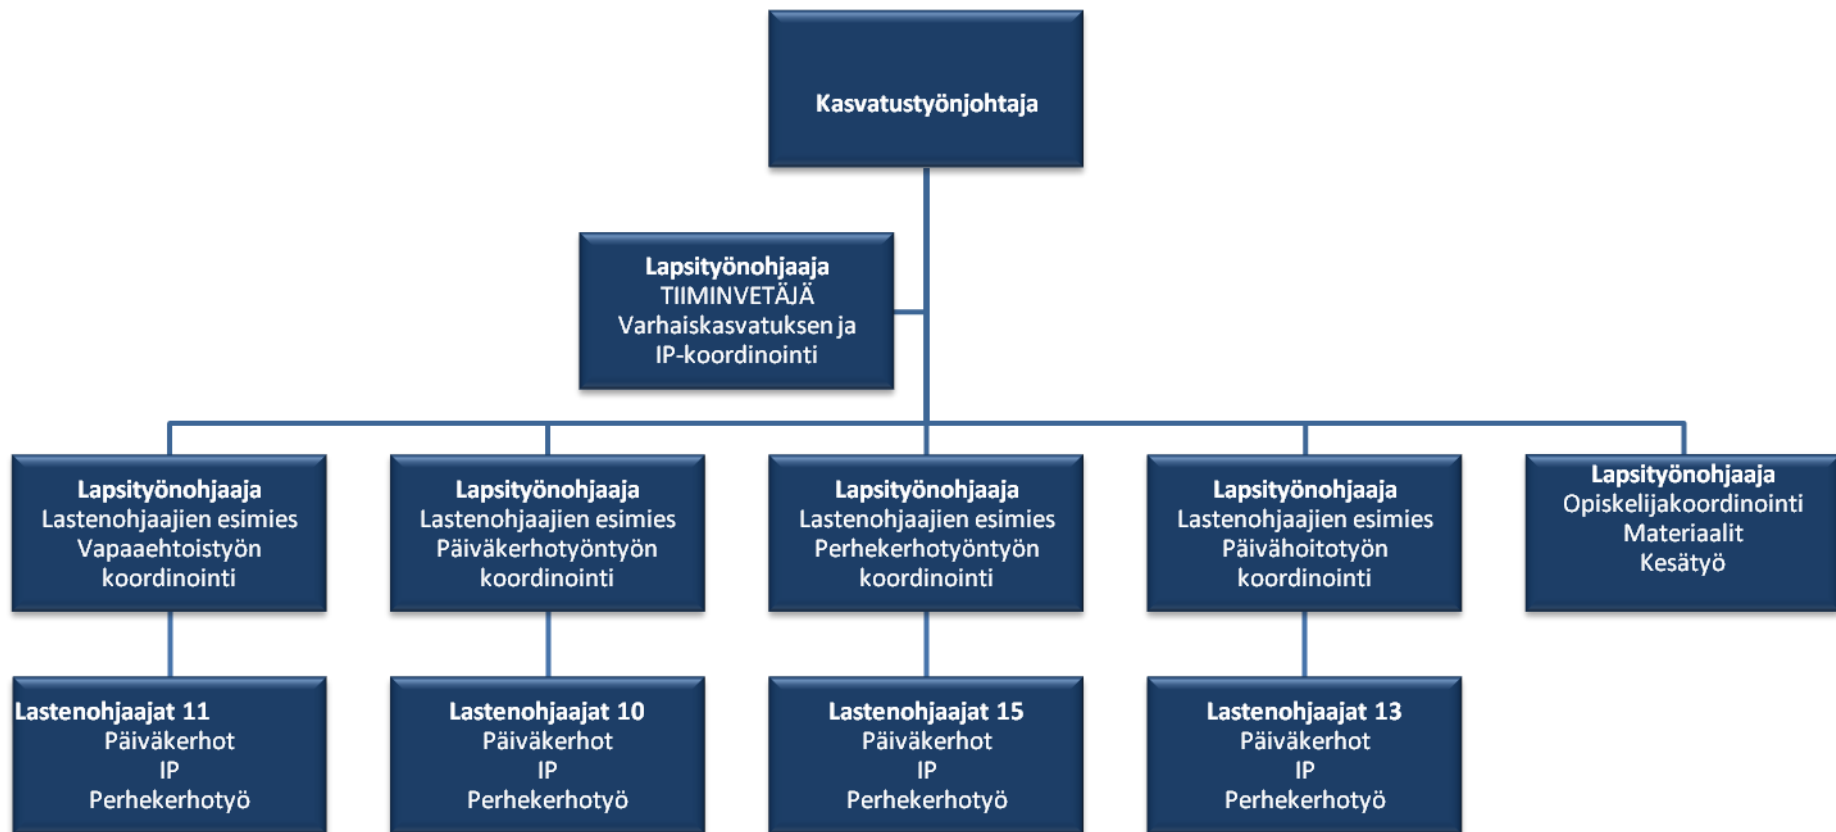 Kasvatustyönjohtaja
Lapsityönohjaaja
TIIMINVETÄJÄ
Varhaiskasvatuksen ja
IP-koordinointi
Lapsityönohjaaja
Lastenohjaajien esimies
Vapaaehtoistyön
koordinointi
Lapsityönohjaaja
Lastenohjaajien esimies
Päiväkerhotyöntyön
koordinointi
Lapsityönohjaaja
Lastenohjaajien esimies
Perhekerhotyöntyön
koordinointi
Lapsityönohjaaja
Lastenohjaajien esimies
Päivähoitotyön
koordinointi
Lapsityönohjaaja
Opiskelijakoordinointi
Materiaalit
Kesätyö
Lastenohjaajat 11
Päiväkerhot
IP
Perhekerhotyö
Lastenohjaajat 10
Päiväkerhot
IP
Perhekerhotyö
Lastenohjaajat 15
Päiväkerhot
IP
Perhekerhotyö
Lastenohjaajat 13
Päiväkerhot
IP
Perhekerhotyö